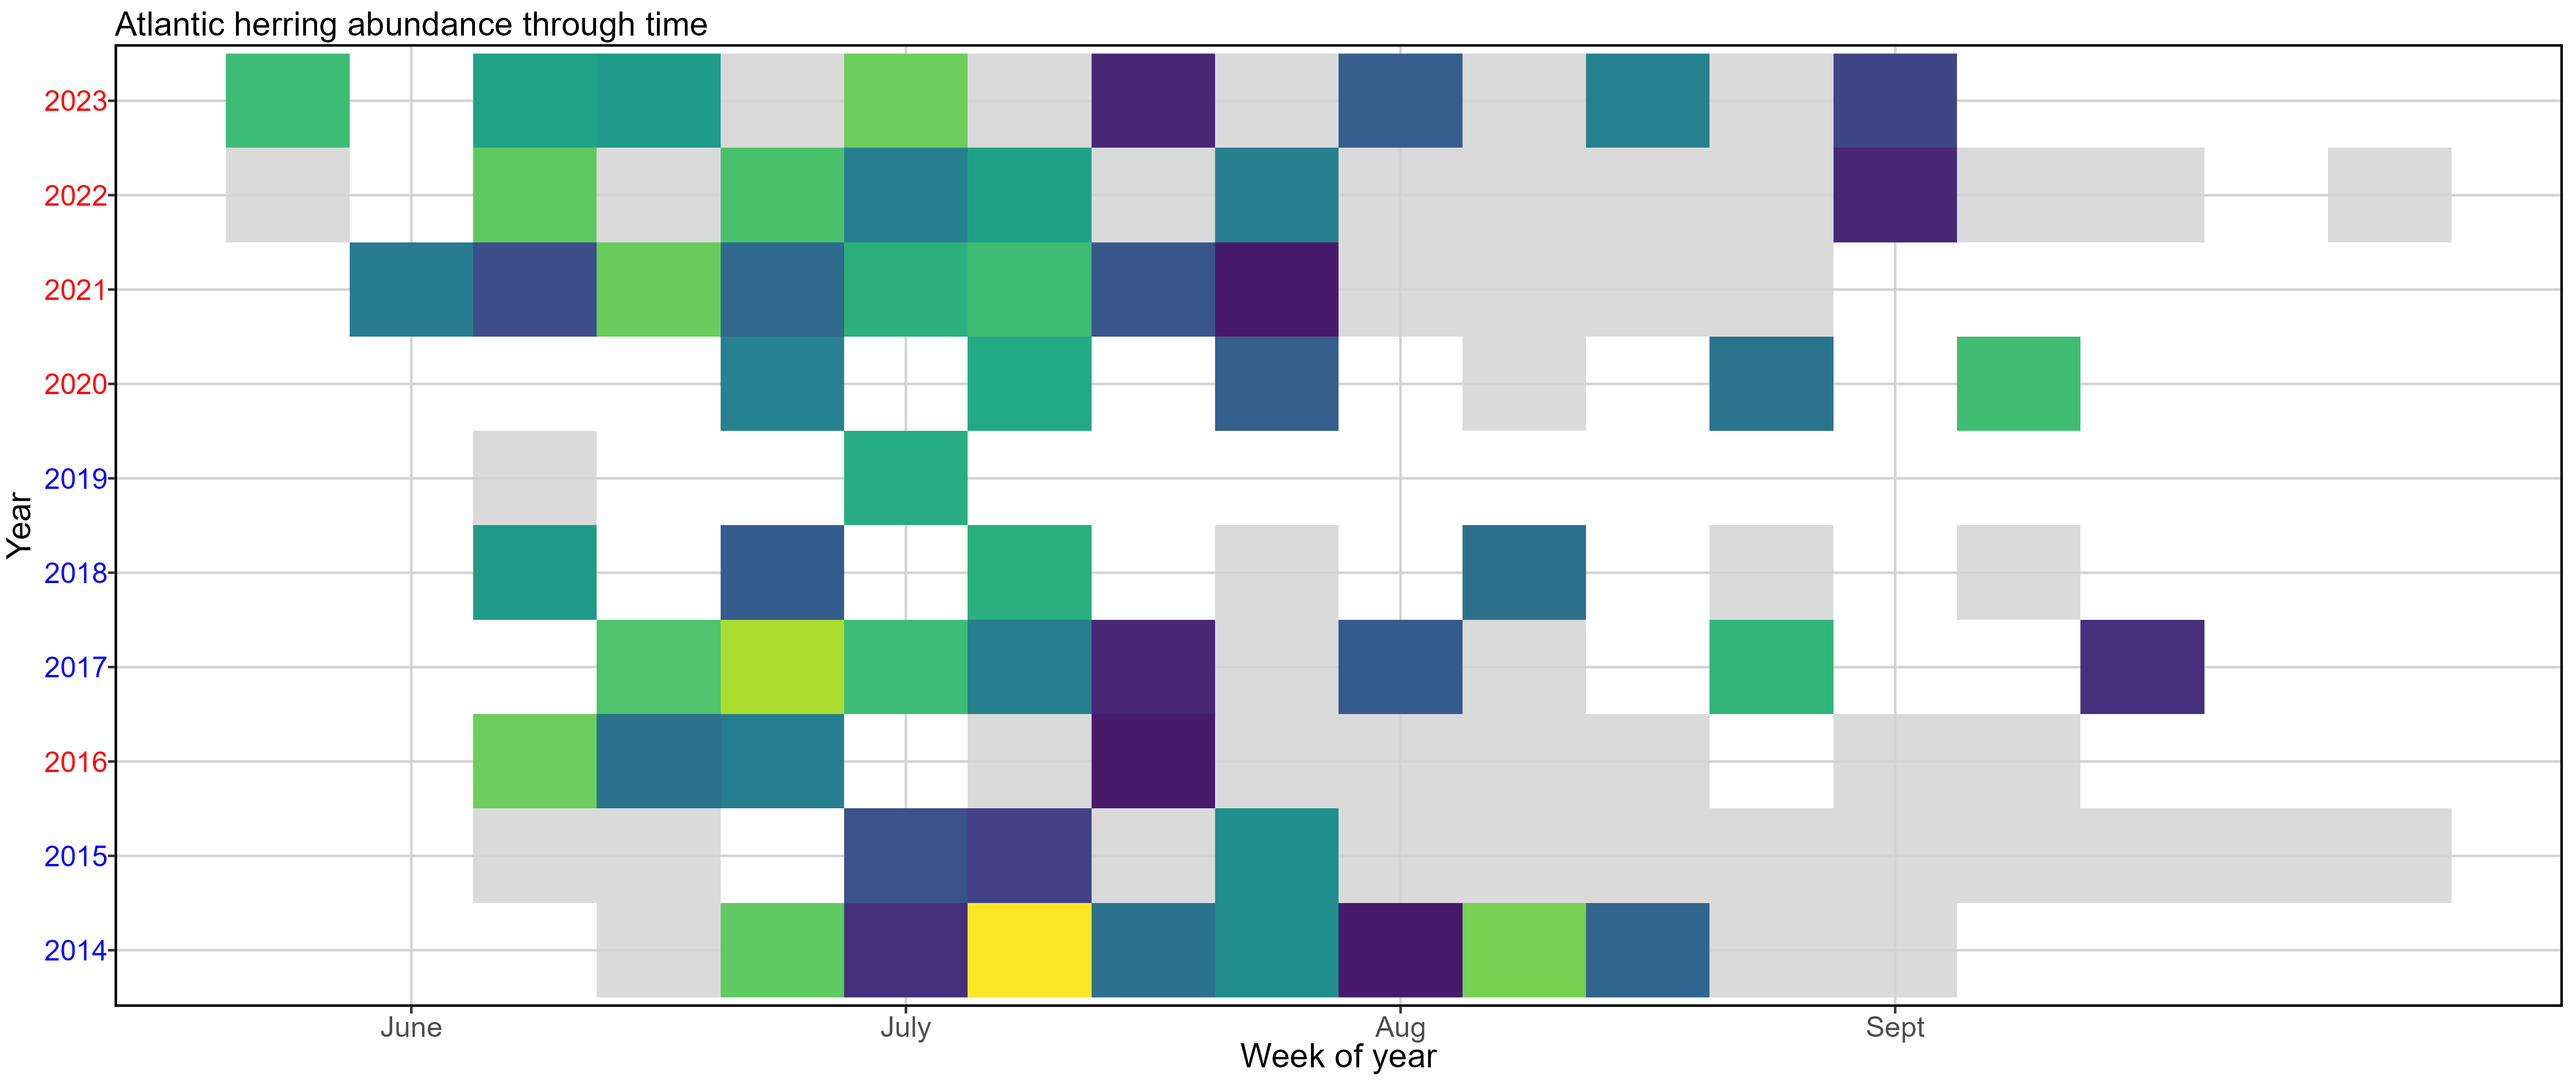 Atlantic herring abundance through time
2023
2022
2021
2020
2019
2018
2017
2016
2015
2014
Year
June July Aug Sept
Week of year